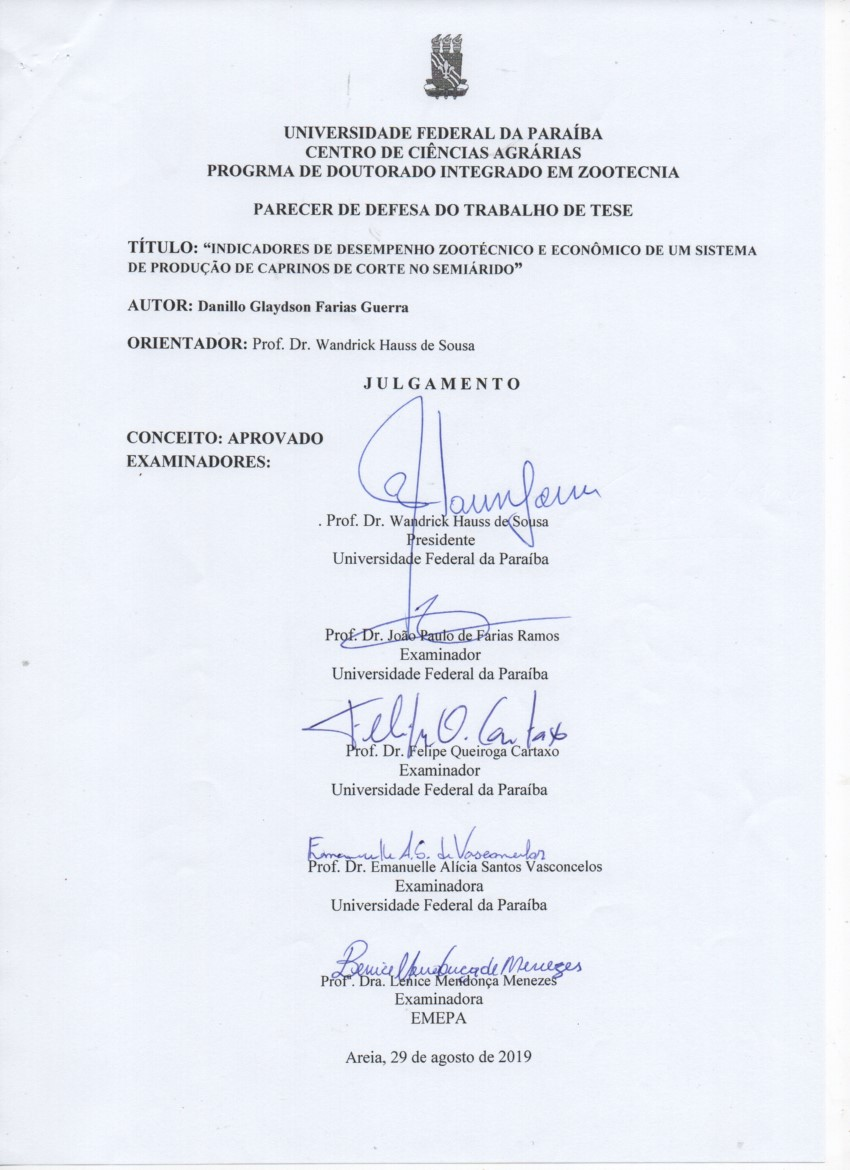 UNIVERSIDADE FEDERAL DA PARAÍBA
CENTRO DE CIÊNCIAS AGRÁRIAS
PROGRMA DE DOUTORADO INTEGRADO EM ZOOTECNIA
PARECER DE DEFESA DO TRABALHO DE TESE
TÍTULO: “INDICADORES DE DESEMPENHO ZOOTÉCNICO E ECONÔMICO DE UM SISTEMA
DE PRODUÇÃO DE CAPRINOS DE CORTE NO SEMIÁRIDO”
AUTOR: Danillo Glaydson Farias Guerra
ORIENTADOR: Prof. Dr. Wandrick Hauss de Sousa
J U L G A M E N T O
CONCEITO: APROVADO
EXAMINADORES:
. Prof. Dr. Wandrick Hauss de Sousa
Presidente
Universidade Federal da Paraíba
Prof. Dr. João Paulo de Farias Ramos
Examinador
Universidade Federal da Paraíba
Felipe Q. Cartaxo
Prof. Dr. Felipe Queiroga Cartaxo
Examinador
Universidade Federal da Paraíba
Emanuelle A. S. de Vasconcelos
Prof. Dr. Emanuelle Alícia Santos Vasconcelos
Examinadora
Universidade Federal da Paraíba
de Menezes
Profª. Dra. Lenice Mendonça Menezes
Examinadora
EMEPA
Areia, 29 de agosto de 2019